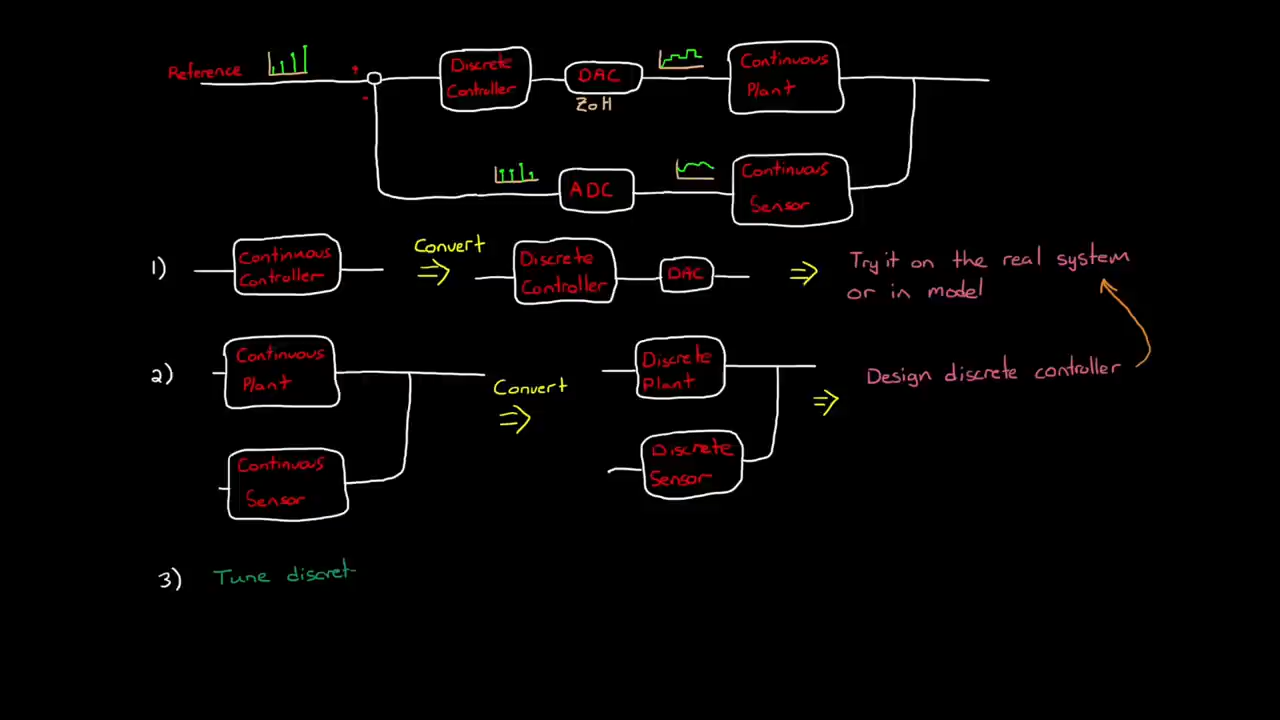 Reference
Discrete
Controller
DAC
ZOH
Continuous
Plant
ADC
Continuous
Sensor
1)
Continuous
Controller
Convert
Discrete
Controller
DAC
Try it on the real system
or in model
2)
Continuous
Plant
Convert
Discrete
Plant
Design discrete controller
Continuous
Sensor
Discrete
Sensor
3) Tune discret